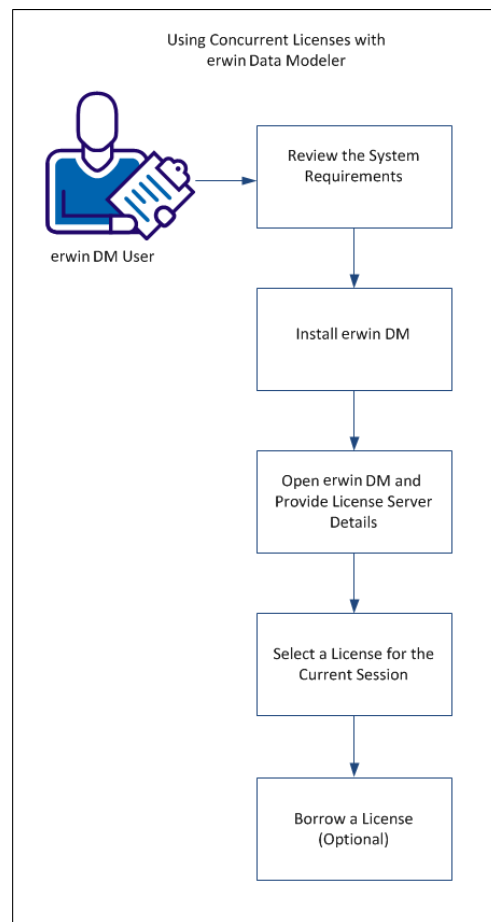 Using Concurrent Licenses with
erwin Data Modeler
erwin DM User
Review the System
Requirements
Install erwin DM
Open erwin DM and
Provide License Server
Details
Select a License for the
Current Session
Borrow a License
(Optional)